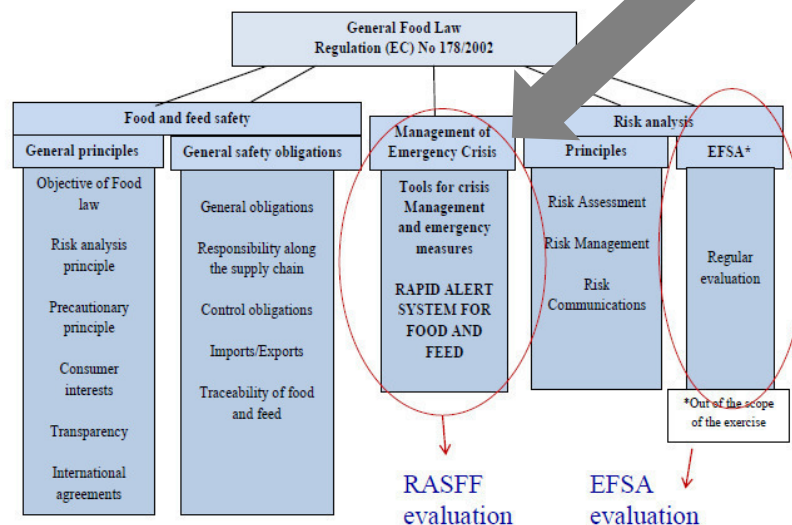 General Food Law
Regulation (EC) No 178/2002
Food and feed safety
General principles
Objective of Food
law
Risk analysis
principle
Precautionary
principle
Consumer
interests
Transparency
International
agreements
General safety obligations
General obligations
Responsibility along
the supply chain
Control obligations
Imports/Exports
Traceability of food
and feed
Management of
Emergency Crisis
Tools for crisis
Management
and emergency
measures
RAPID ALERT
SYSTEM FOR
FOOD AND
FEED
Risk analysis
Principles
Risk Assessment
Risk Management
Risk
Communications
EFSA*
Regular
evaluation
*Out of the scope
of the exercise
RASFF
evaluation
EFSA
evaluation